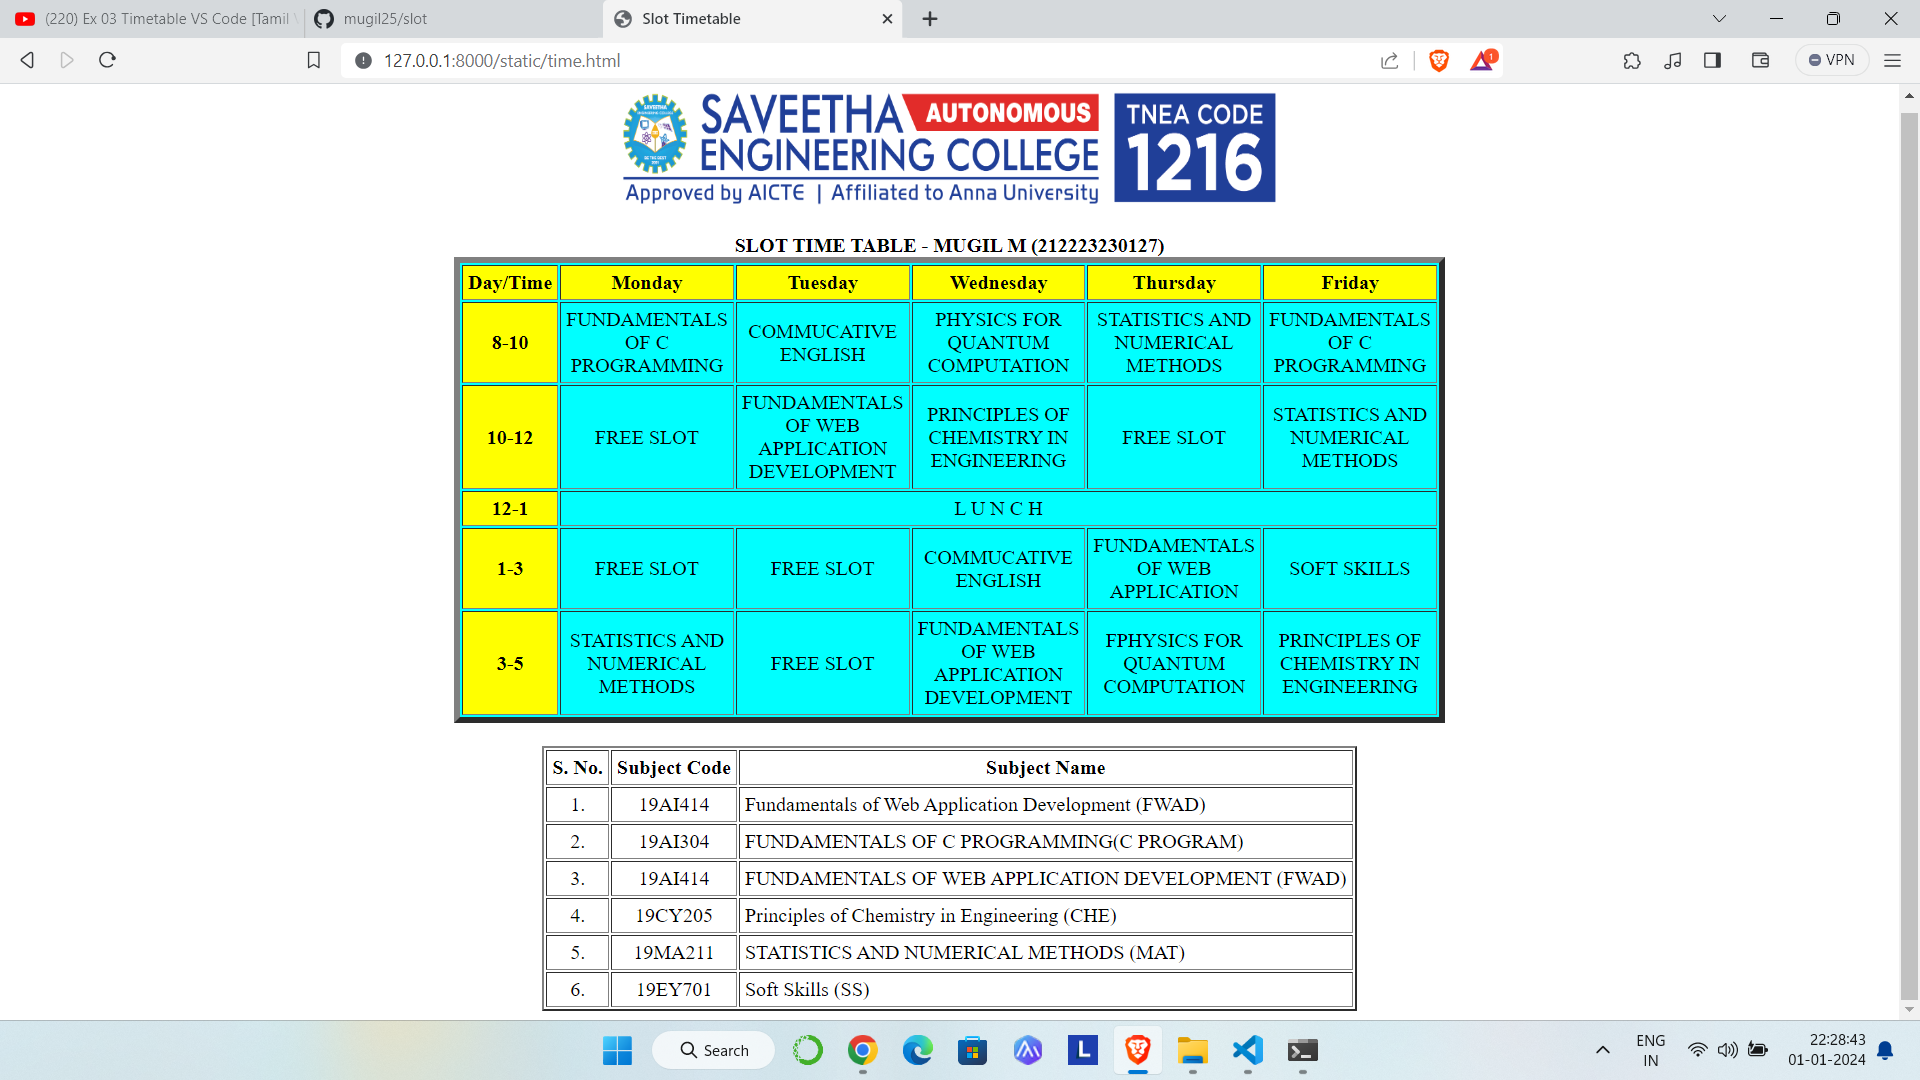 (220) Ex 03 Timetable VS Code [Tamil
mugil25/slot
Slot Timetable
127.0.0.1:8000/static/time.html
1
VPN
SAVEETHA AUTONOMOUS
ENGINEERING COLLEGE
Approved by AICTE | Affiliated to Anna University
TNEA CODE
1216
SLOT TIME TABLE - MUGIL M (212223230127)
Day/Time Monday Tuesday Wednesday Thursday Friday
8-10
FUNDAMENTALS
OF C
PROGRAMMING
COMMUCATIVE
ENGLISH
PHYSICS FOR
QUANTUM
COMPUTATION
STATISTICS AND
NUMERICAL
METHODS
FUNDAMENTALS
OF C
PROGRAMMING
10-12
FREE SLOT
FUNDAMENTALS
OF WEB
APPLICATION
DEVELOPMENT
PRINCIPLES OF
CHEMISTRY IN
ENGINEERING
FREE SLOT
STATISTICS AND
NUMERICAL
METHODS
12-1
L U N C H
1-3
FREE SLOT
FREE SLOT
COMMUCATIVE
ENGLISH
FUNDAMENTALS
OF WEB
APPLICATION
SOFT SKILLS
3-5
STATISTICS AND
NUMERICAL
METHODS
FREE SLOT
FUNDAMENTALS
OF WEB
APPLICATION
DEVELOPMENT
FPHYSICS FOR
QUANTUM
COMPUTATION
PRINCIPLES OF
CHEMISTRY IN
ENGINEERING
S. No. Subject Code Subject Name
1. 19AI414 Fundamentals of Web Application Development (FWAD)
2. 19AI304 FUNDAMENTALS OF C PROGRAMMING(C PROGRAM)
3. 19AI414 FUNDAMENTALS OF WEB APPLICATION DEVELOPMENT (FWAD)
4. 19CY205 Principles of Chemistry in Engineering (CHE)
5. 19MA211 STATISTICS AND NUMERICAL METHODS (MAT)
6. 19EY701 Soft Skills (SS)
Search
L
ENG
IN
22:28:43
01-01-2024